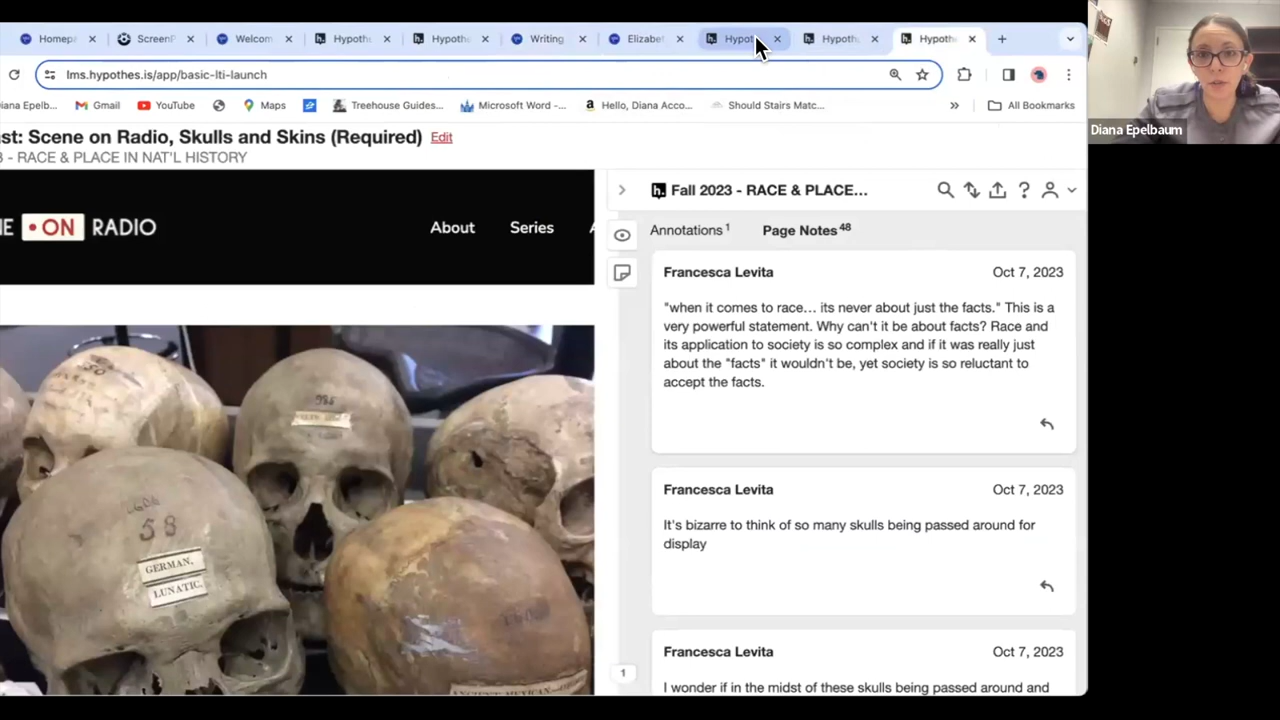 Homepa
ScreenP
Welcom
Hypothe
Hypothe
Writing
Elizabet
Hypot
Hypothe
Hypothe
lms.hypothes.is/app/basic-lti-launch
iana Epelb...
Gmail
YouTube
Maps
Treehouse Guides...
Microsoft Word -...
Hello, Diana Acco...
Should Stairs Matc...
All Bookmarks
Diana Epelbaum
st: Scene on Radio, Skulls and Skins (Required) Edit
3 - RACE & PLACE IN NAT'L HISTORY
h. Fall 2023 - RACE & PLACE...
NE ON RADIO
About
Series
A
Annotations 1
Page Notes 48
Francesca Levita
Oct 7, 2023
"when it comes to race... its never about just the facts." This is a
very powerful statement. Why can't it be about facts? Race and
its application to society is so complex and if it was really just
about the "facts" it wouldn't be, yet society is so reluctant to
accept the facts.
Francesca Levita
Oct 7, 2023
It's bizarre to think of so many skulls being passed around for
display
Francesca Levita
Oct 7, 2023
I wonder if in the midst of these skulls being passed around and
1
58
GERMAN,
LUNATIC,